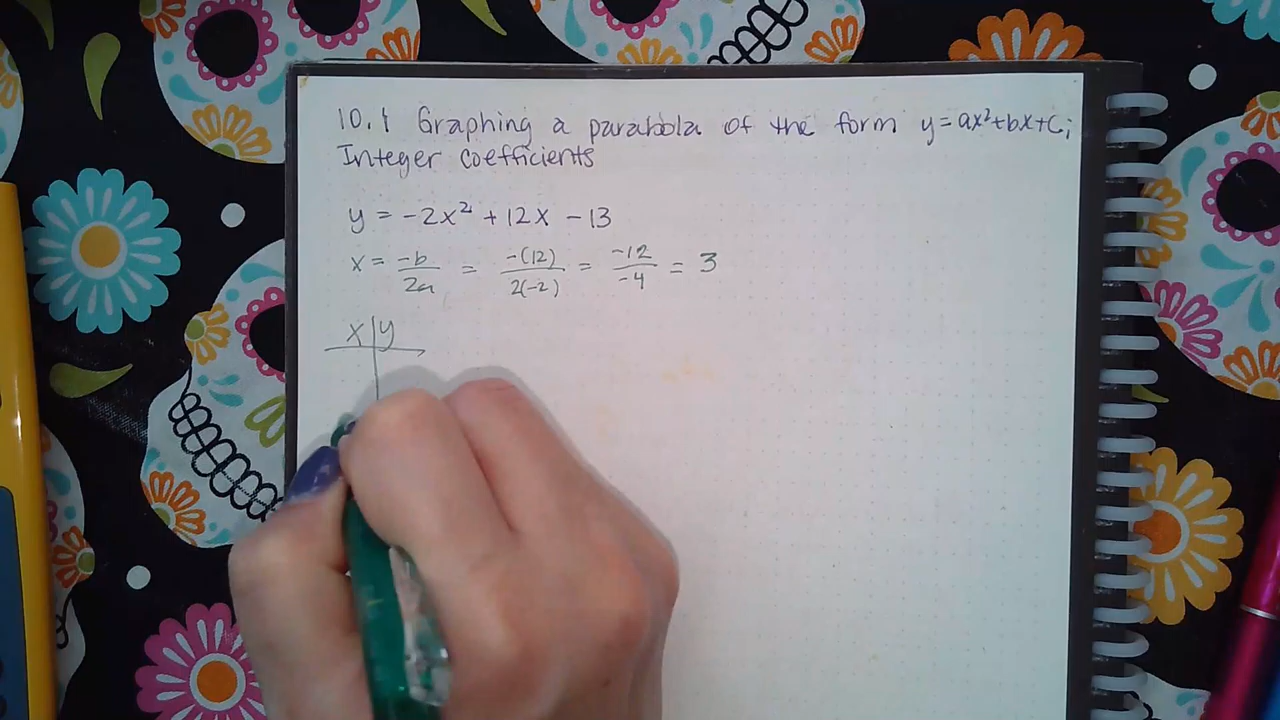 10.1 Graphing a parabola of the form y=ax²+bx+c;
Integer coefficients
y = -2x² + 12x - 13
x = -b/2a = -(12)/2(-2) = -12/-4 = 3
x | y